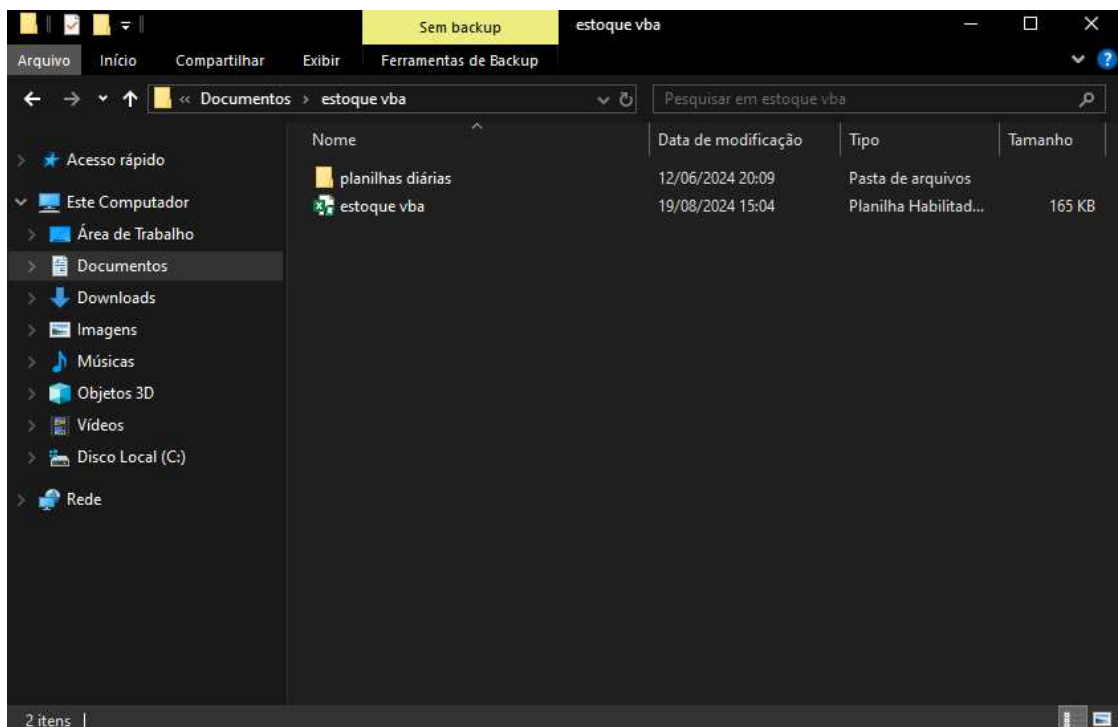 Sem backup estoque vba
Arquivo Início Compartilhar Exibir Ferramentas de Backup
« Documentos > estoque vba Pesquisar em estoque vba
Nome Data de modificação Tipo Tamanho
Acesso rápido
planilhas diárias 12/06/2024 20:09 Pasta de arquivos
Este Computador
estoque vba 19/08/2024 15:04 Planilha Habilitad... 165 KB
Área de Trabalho
Documentos
Downloads
Imagens
Músicas
Objetos 3D
Vídeos
Disco Local (C:)
Rede
2 itens